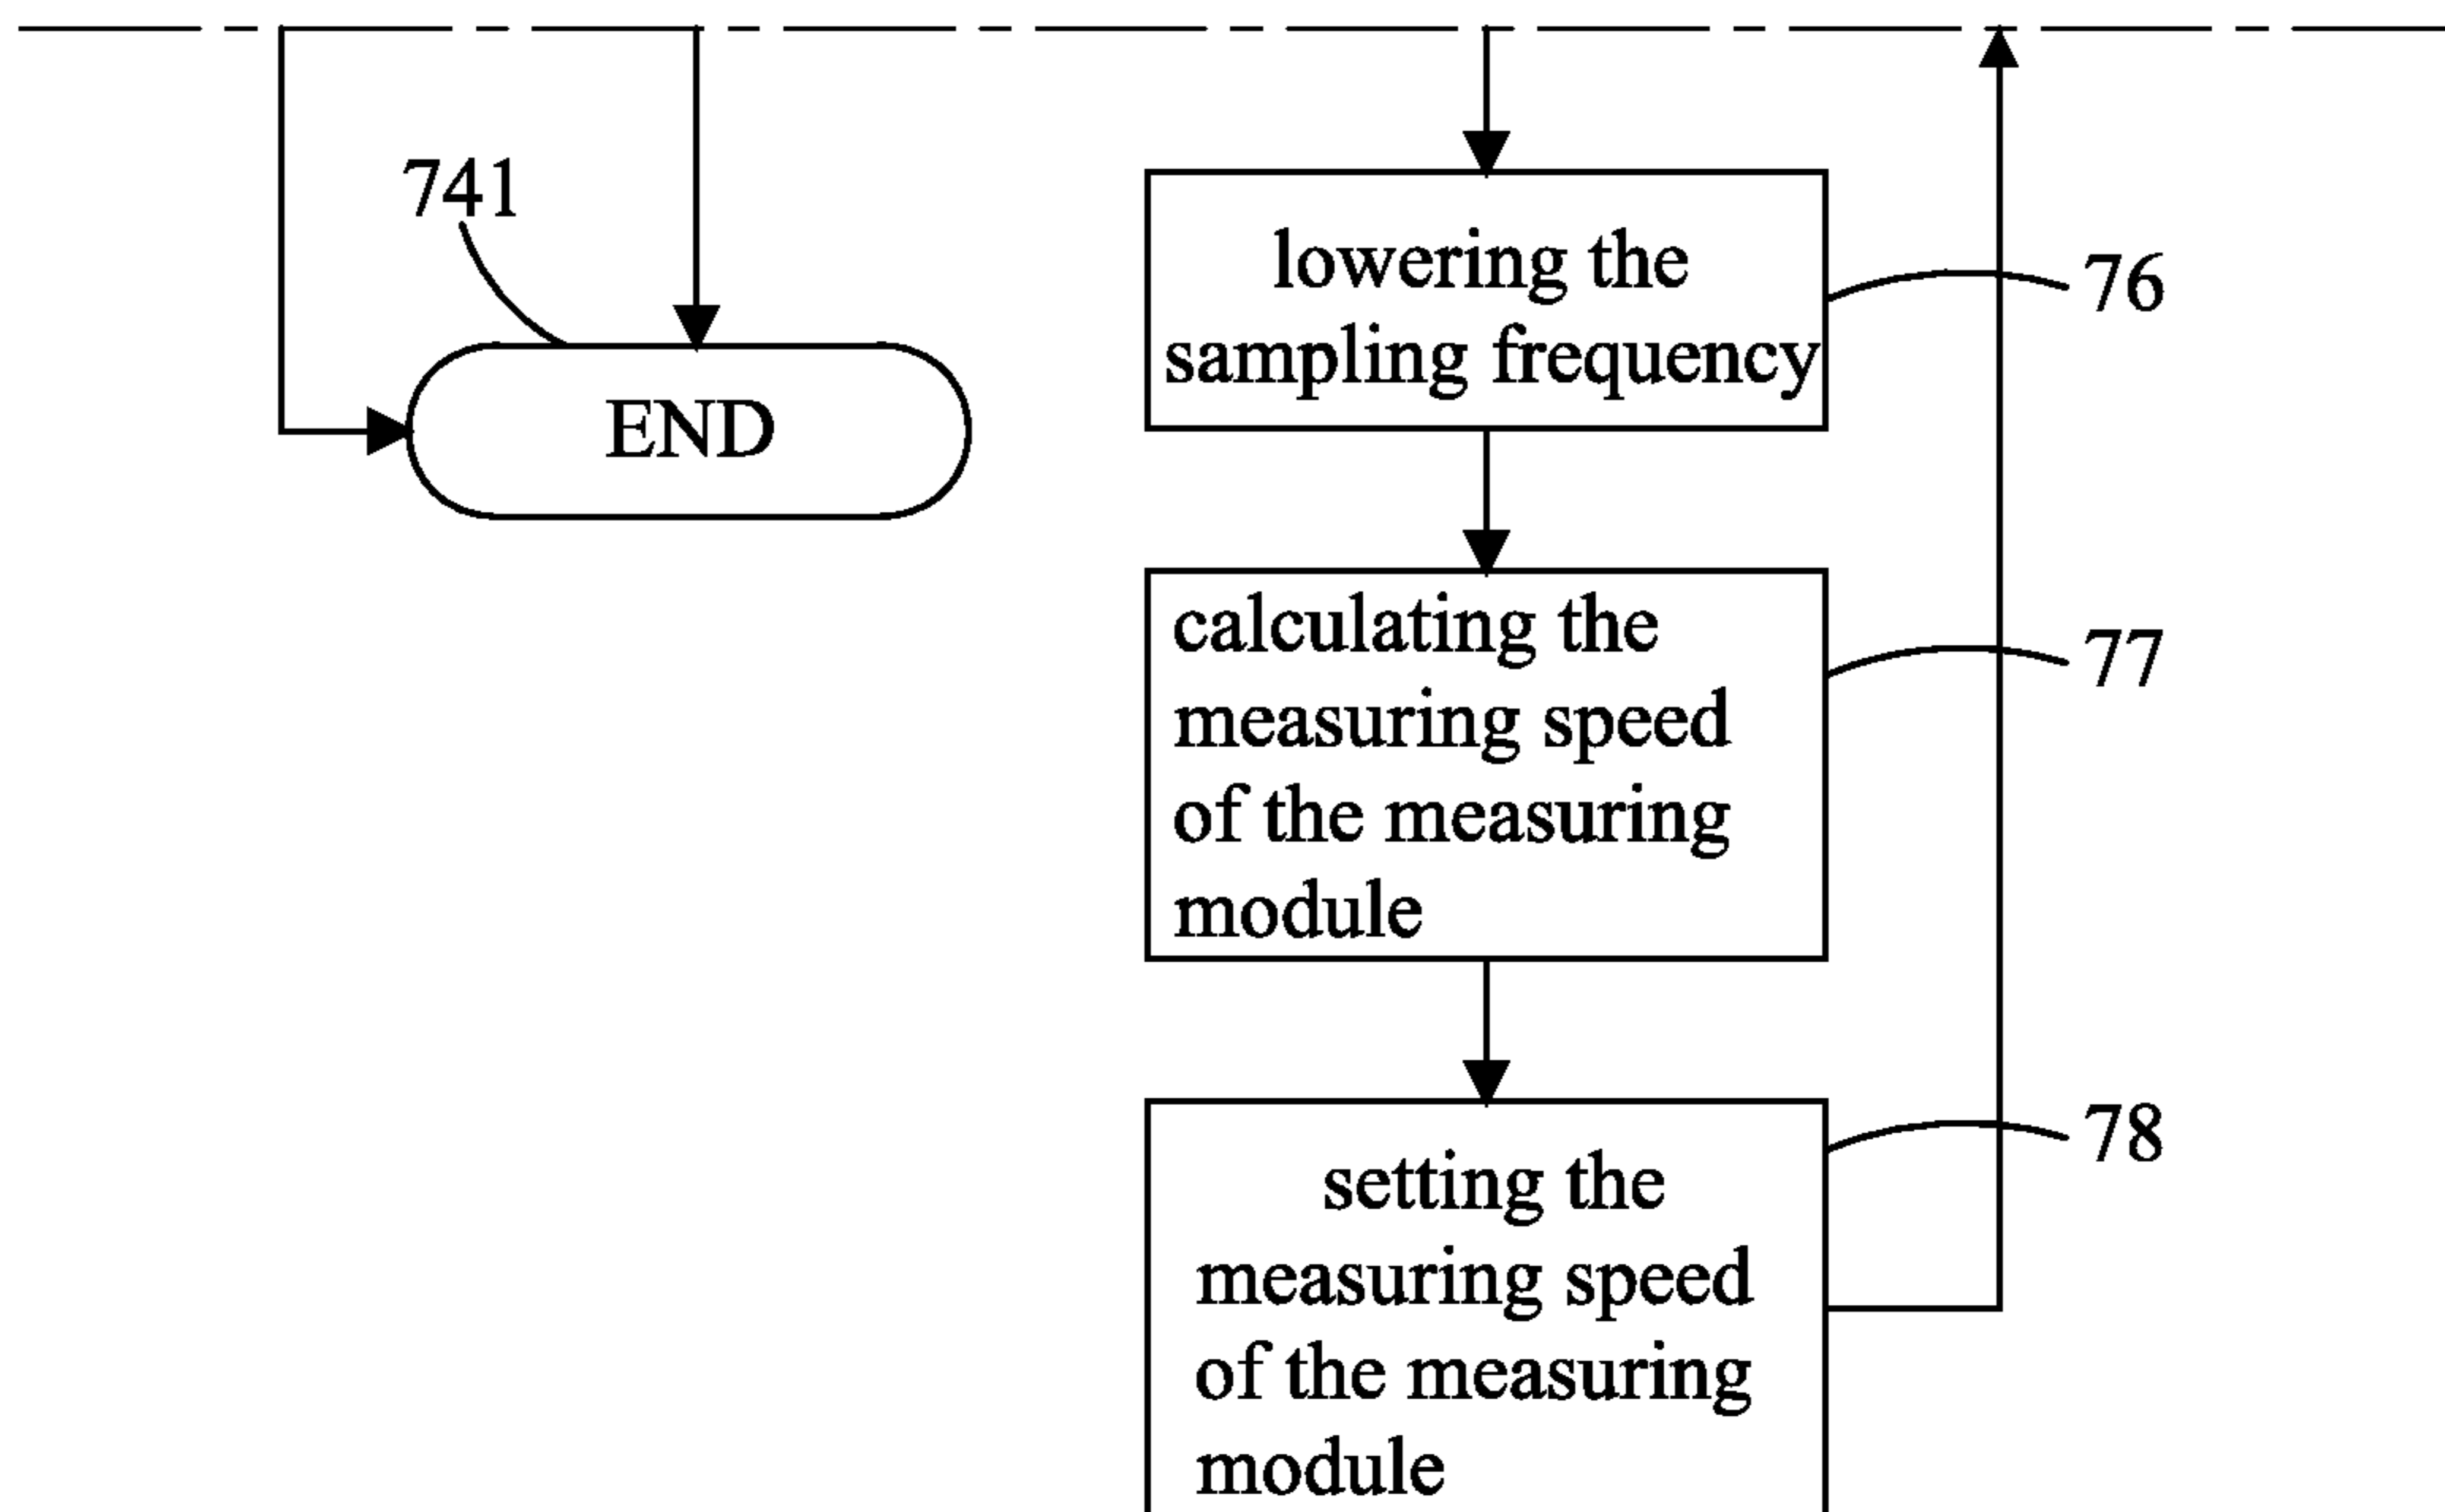 741
END
lowering the
sampling frequency
76
calculating the
measuring speed
of the measuring
module
77
setting the
measuring speed
of the measuring
module
78